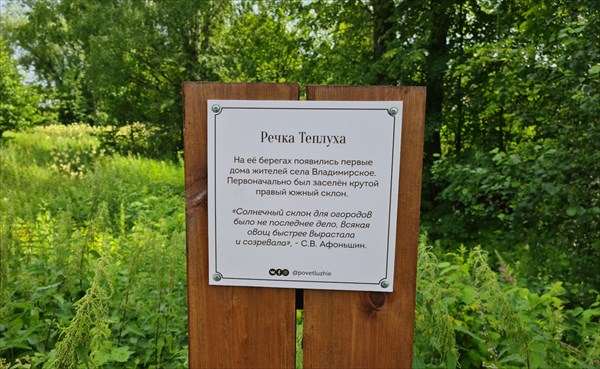 Речка Теплуха
На её берегах появились первые
дома жителей села Владимирское.
Первоначально был заселён крутой
правый южный склон.
«Солнечный склон для огородов
было не последнее дело, всякая
овощ быстрее вырастала
и созревала», - С.В. Афоньшин.
@povetluzhie